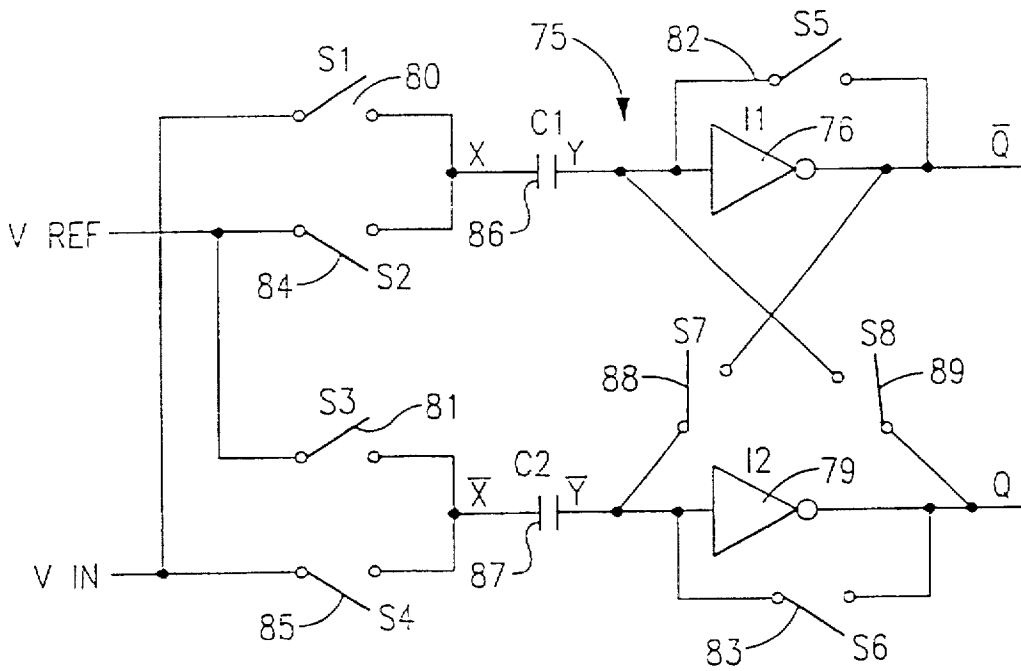 S1
80
75
82
S5
C1
I1
76
Q̅
X
Y
86
V REF
84
S2
S7
S8
88
89
S3
81
C2
I2
79
Q
X̅
Y̅
87
V IN
85
S4
83
S6